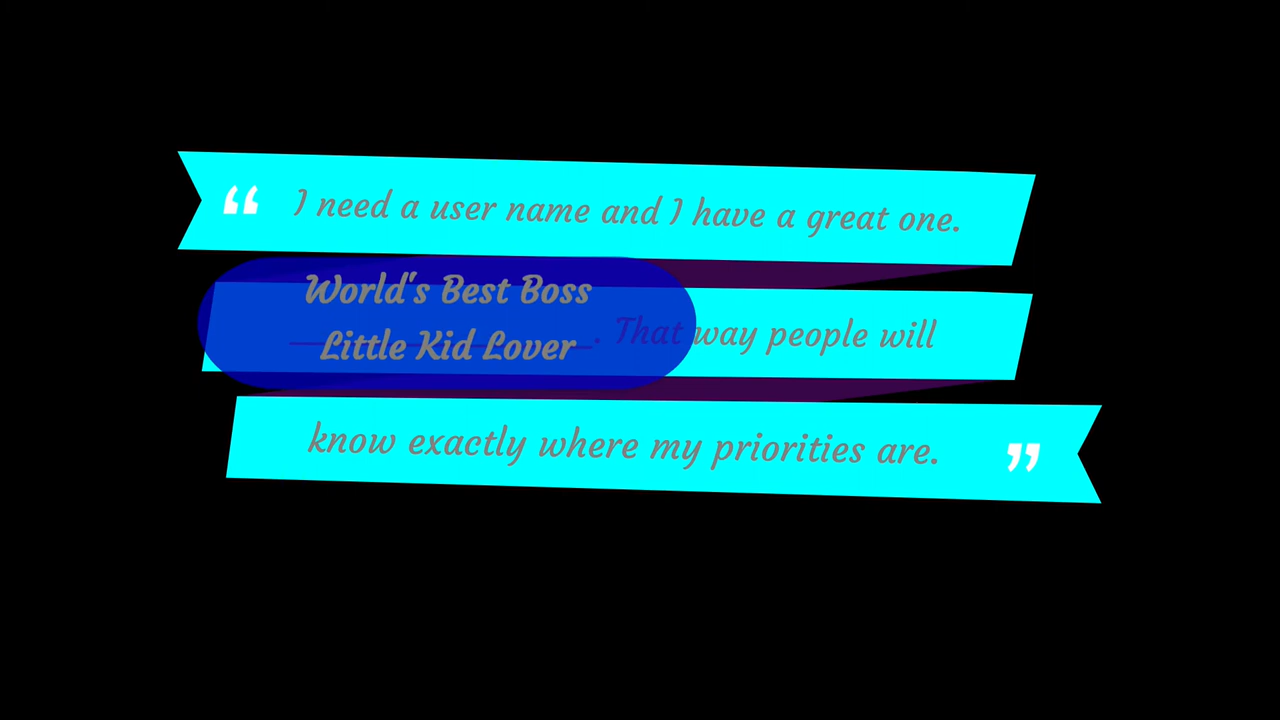 “ I need a user name and I have a great one.
World's Best Boss
Little Kid Lover
__________. That way people will
know exactly where my priorities are. ”